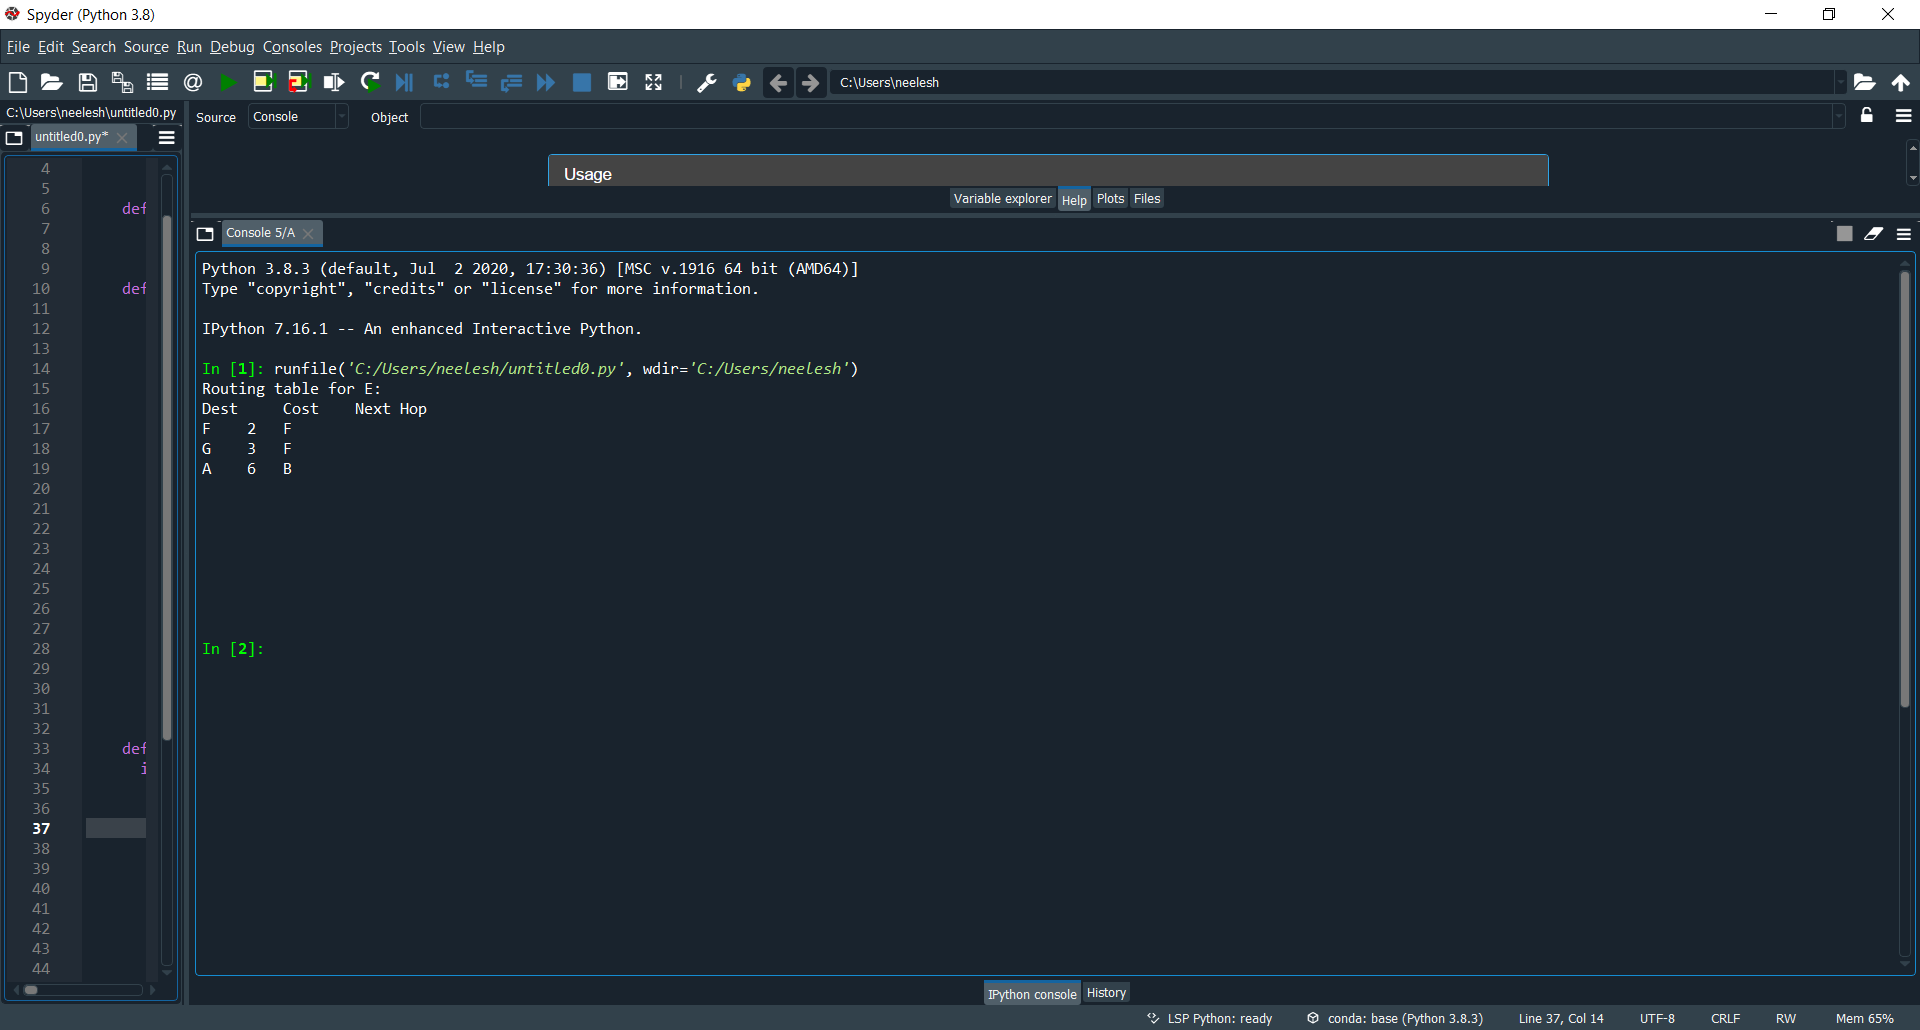 Spyder (Python 3.8)
File Edit Search Source Run Debug Consoles Projects Tools View Help
C:\Users\neelesh
C:\Users\neelesh\untitled0.py
Source Console Object
untitled0.py*
Usage
Variable explorer Help Plots Files
4
5
6 def
7
8
9
10 def
11
12
13
14
15
16
17
18
19
20
21
22
23
24
25
26
27
28
29
30
31
32
33 def
34 i
35
36
37
38
39
40
41
42
43
44
Console 5/A
Python 3.8.3 (default, Jul  2 2020, 17:30:36) [MSC v.1916 64 bit (AMD64)]
Type "copyright", "credits" or "license" for more information.
IPython 7.16.1 -- An enhanced Interactive Python.
In [1]: runfile('C:/Users/neelesh/untitled0.py', wdir='C:/Users/neelesh')
Routing table for E:
Dest     Cost    Next Hop
F    2   F
G    3   F
A    6   B
In [2]:
IPython console History
LSP Python: ready conda: base (Python 3.8.3) Line 37, Col 14 UTF-8 CRLF RW Mem 65%